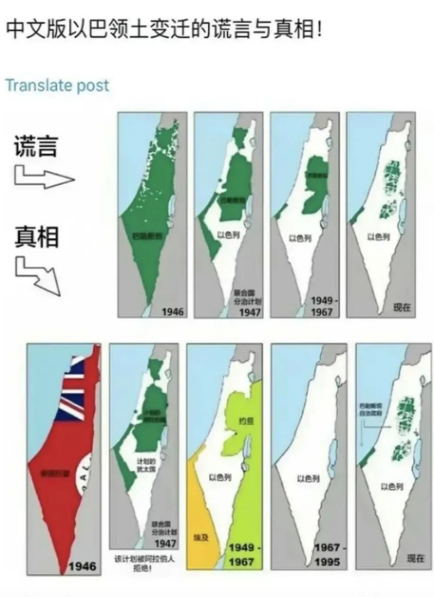 中文版以巴领土变迁的谎言与真相！
Translate post
谎言
真相
巴勒斯坦
1946
以色列
联合国
分治计划
1947
以色列
1949 -
1967
以色列
现在
1946
计划的
犹太国
联合国
分治计划
1947
该计划被阿拉伯人
拒绝！
约旦
以色列
埃及
1949 -
1967
以色列
1967 -
1995
巴勒斯坦
自治政府
以色列
现在